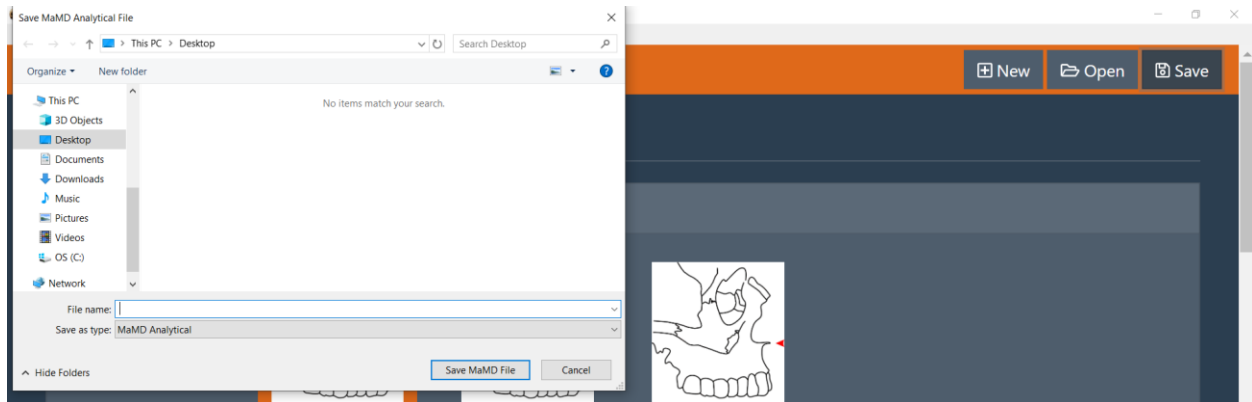 Save MaMD Analytical File
This PC > Desktop
Search Desktop
Organize
New folder
New
Open
Save
This PC
3D Objects
Desktop
Documents
Downloads
Music
Pictures
Videos
OS (C:)
Network
No items match your search.
File name:
Save as type: MaMD Analytical
Hide Folders
Save MaMD File
Cancel